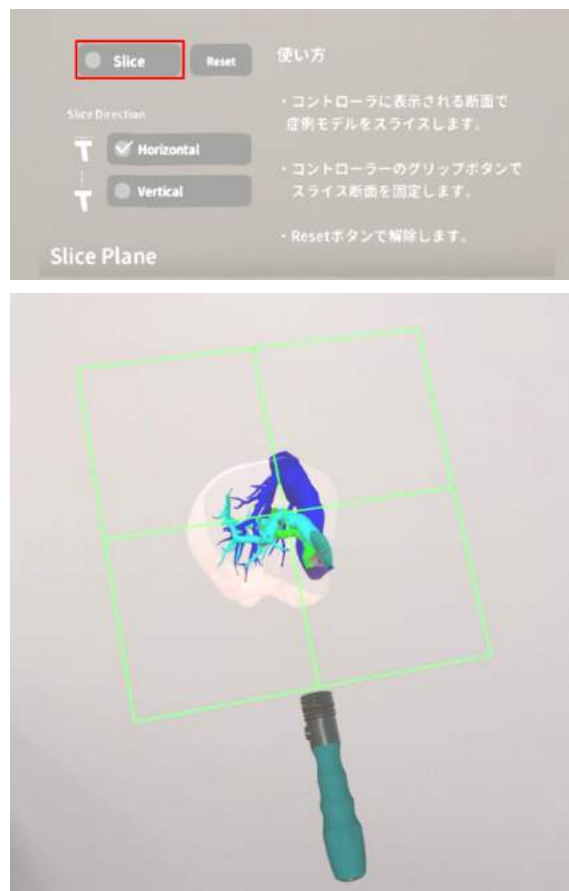 Slice
Reset
使い方
Slice Direction
Horizontal
Vertical
・コントローラに表示される断面で
症例モデルをスライスします。
・コントローラーのグリップボタンで
スライス断面を固定します。
・Resetボタンで解除します。
Slice Plane